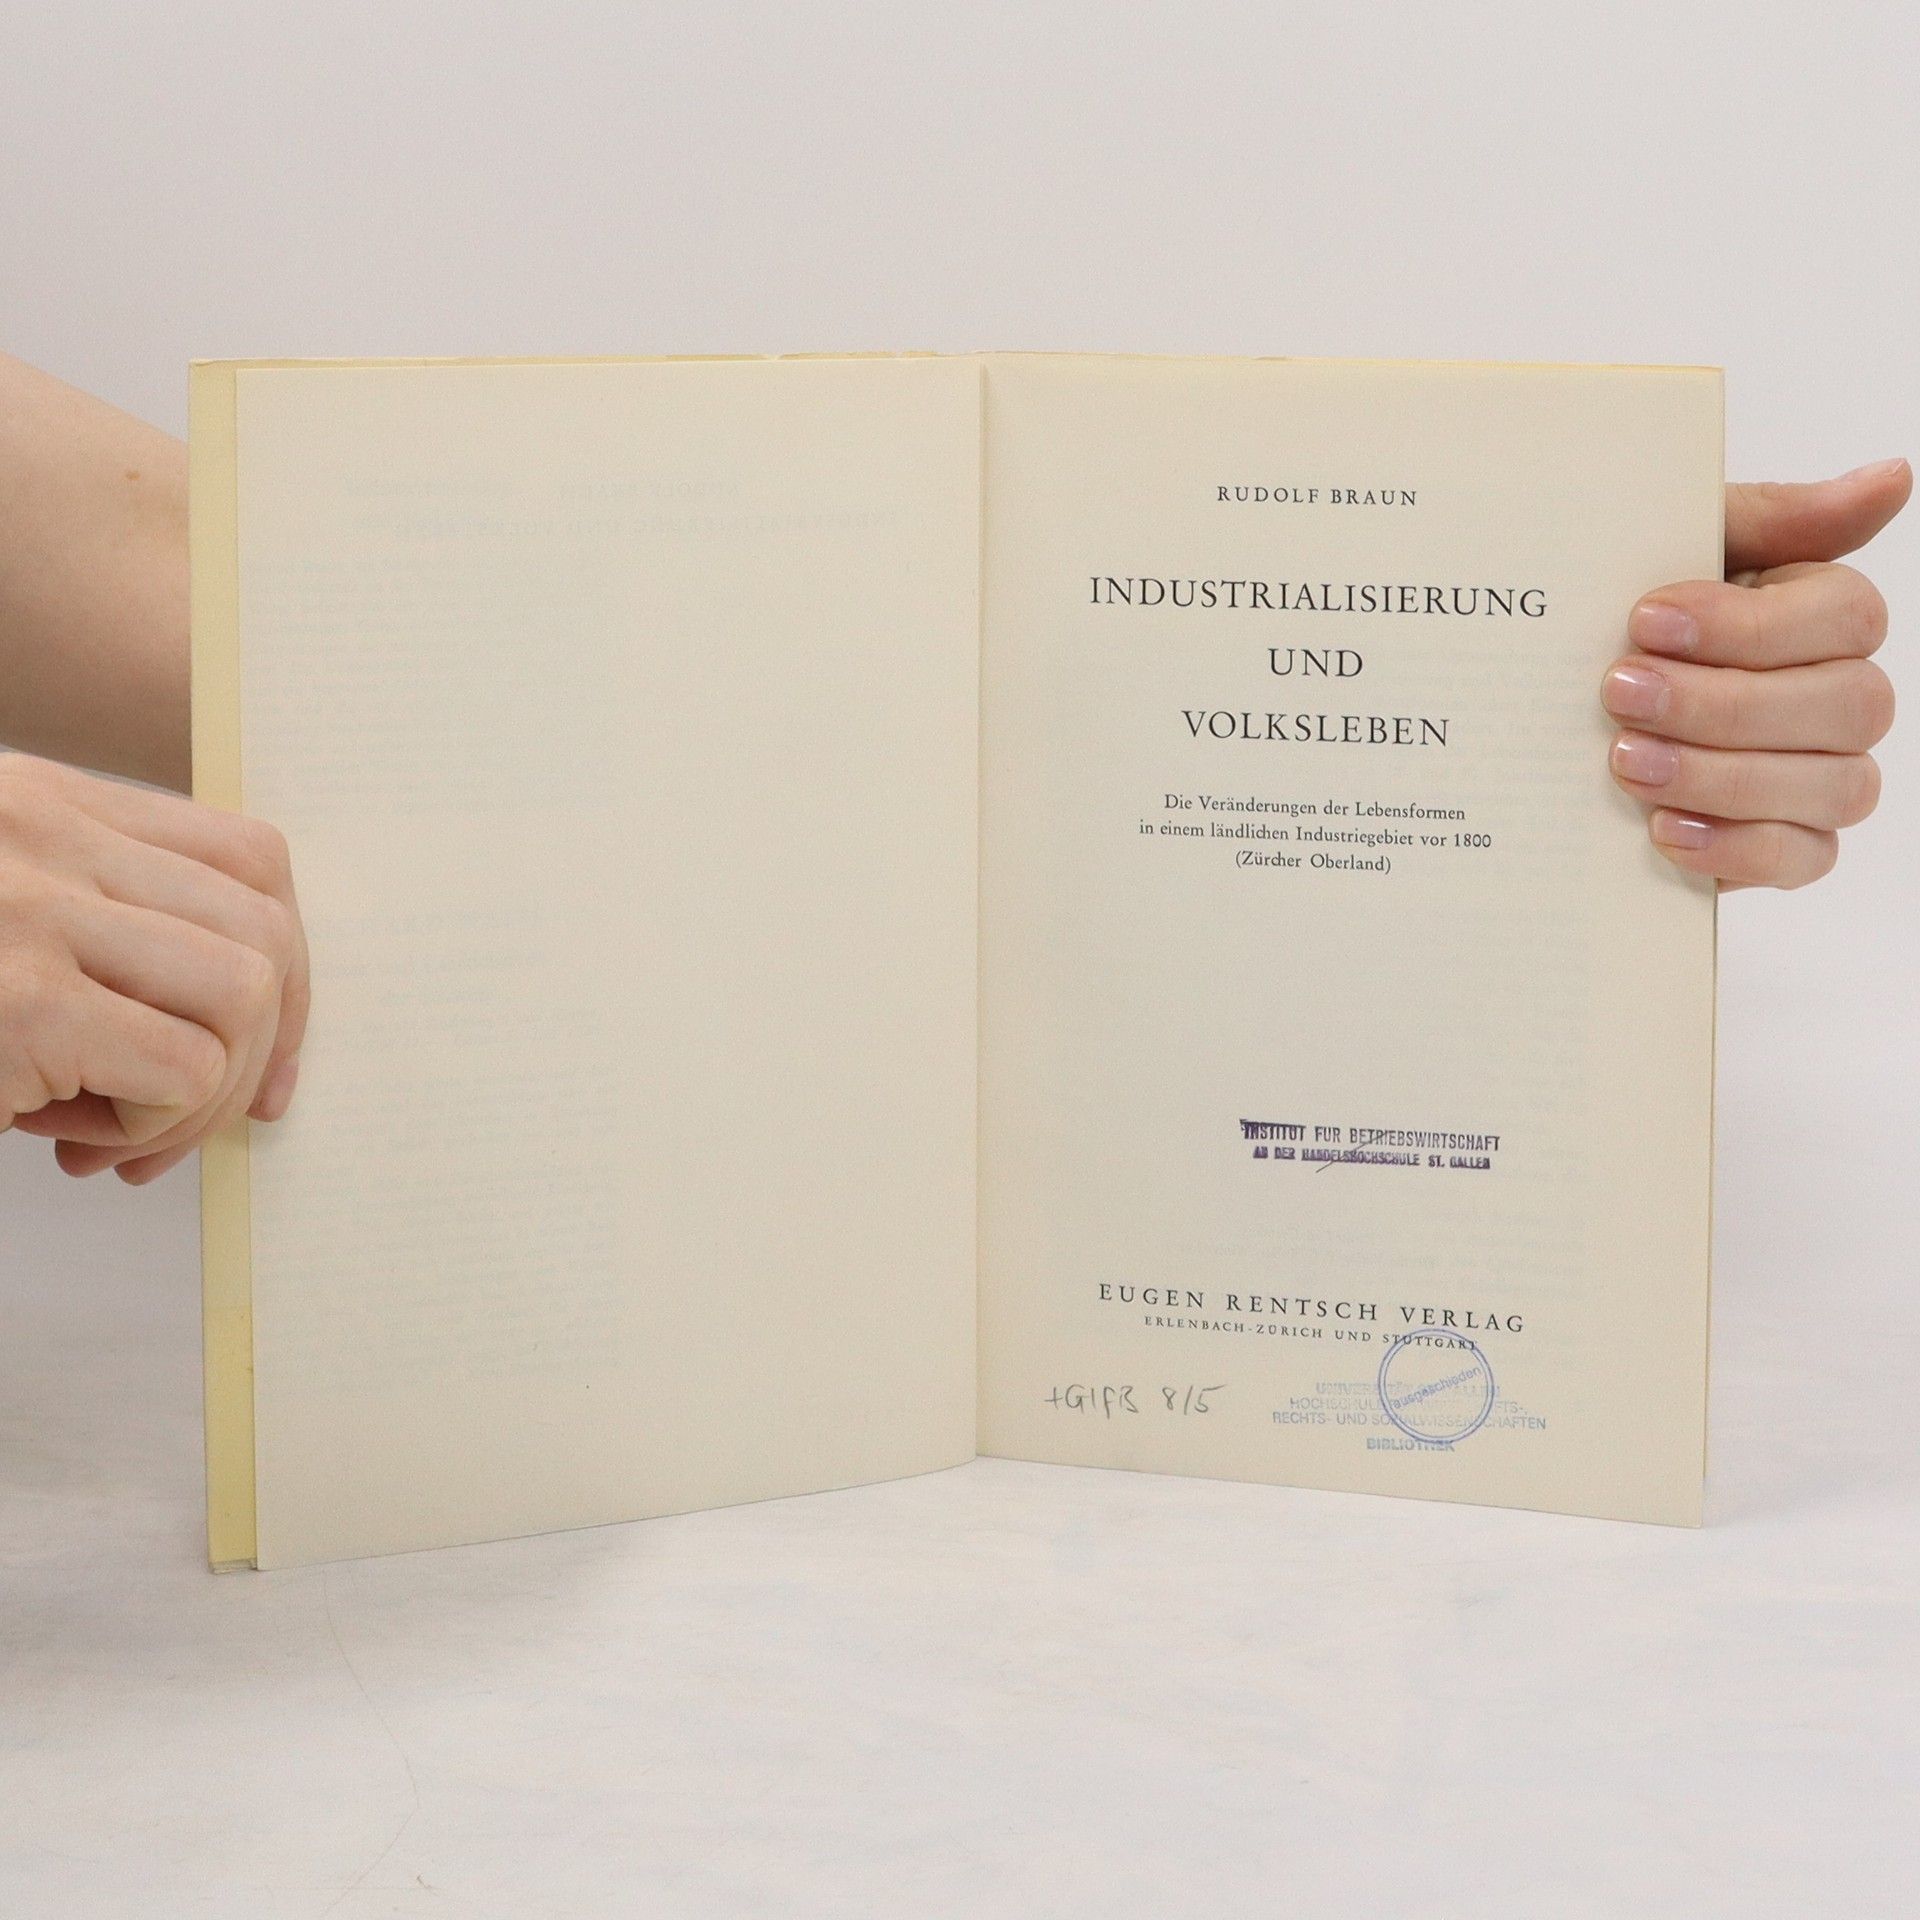 RUDOLF BRAUN
INDUSTRIALISIERUNG
UND
VOLKSLEBEN
Die Veränderungen der Lebensformen
in einem ländlichen Industriegebiet vor 1800
(Zürcher Oberland)
INSTITUT FUR BETRIEBSWIRTSCHAFT
AN DER HANDELSHOCHSCHULE ST. GALLEN
EUGEN RENTSCH VERLAG
ERLENBACH-ZÜRICH UND STUTTGART
ausgeschieden
+GIfB 8/5
RECHTS- UND SOZIALWISSENSCHAFTEN
BIBLIOTHEK